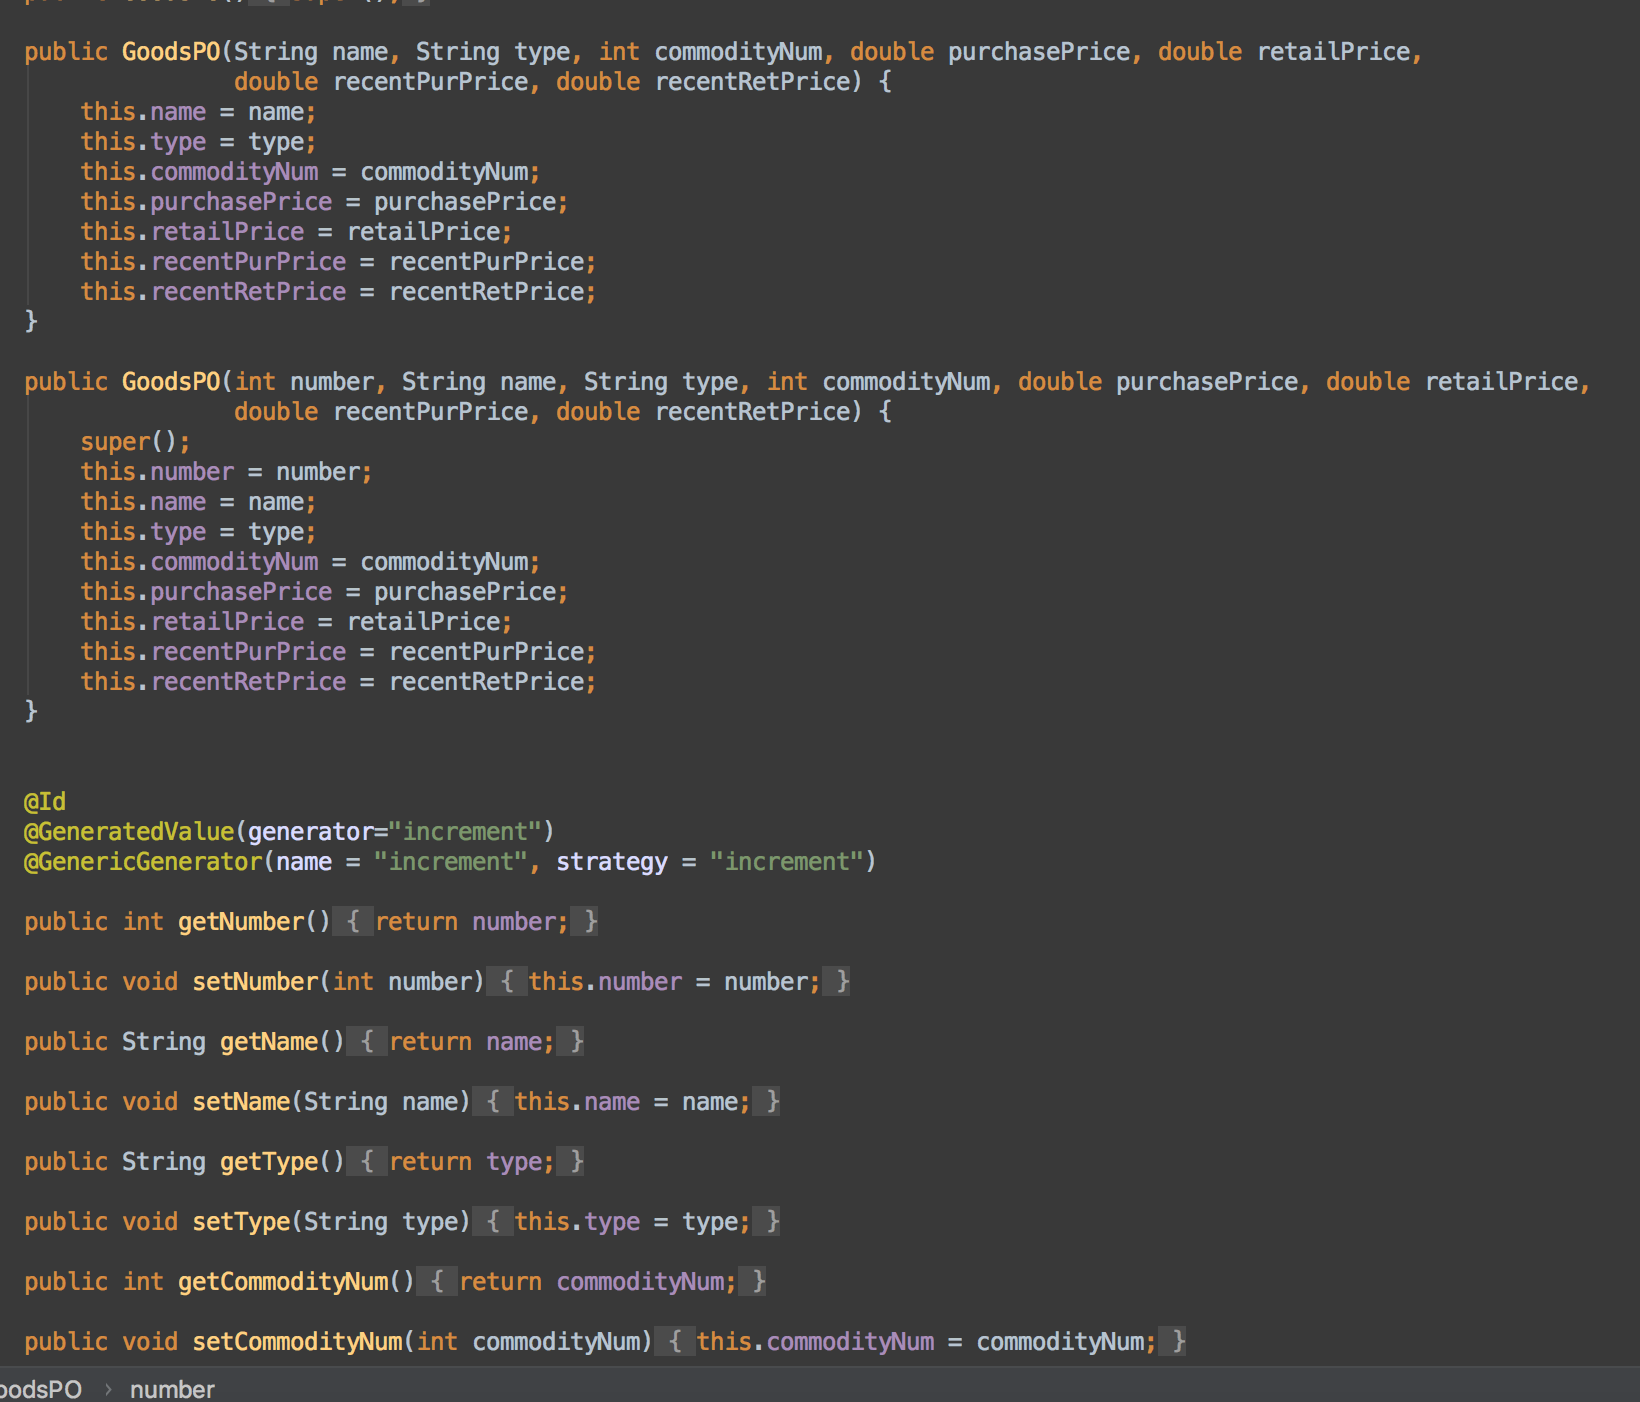 public GoodsPO(String name, String type, int commodityNum, double purchasePrice, double retailPrice,
double recentPurPrice, double recentRetPrice) {
this.name = name;
this.type = type;
this.commodityNum = commodityNum;
this.purchasePrice = purchasePrice;
this.retailPrice = retailPrice;
this.recentPurPrice = recentPurPrice;
this.recentRetPrice = recentRetPrice;
}
public GoodsPO(int number, String name, String type, int commodityNum, double purchasePrice, double retailPrice,
double recentPurPrice, double recentRetPrice) {
super();
this.number = number;
this.name = name;
this.type = type;
this.commodityNum = commodityNum;
this.purchasePrice = purchasePrice;
this.retailPrice = retailPrice;
this.recentPurPrice = recentPurPrice;
this.recentRetPrice = recentRetPrice;
}
@Id
@GeneratedValue(generator="increment")
@GenericGenerator(name = "increment", strategy = "increment")
public int getNumber() { return number; }
public void setNumber(int number) { this.number = number; }
public String getName() { return name; }
public void setName(String name) { this.name = name; }
public String getType() { return type; }
public void setType(String type) { this.type = type; }
public int getCommodityNum() { return commodityNum; }
public void setCommodityNum(int commodityNum) { this.commodityNum = commodityNum; }
oodsPO › number